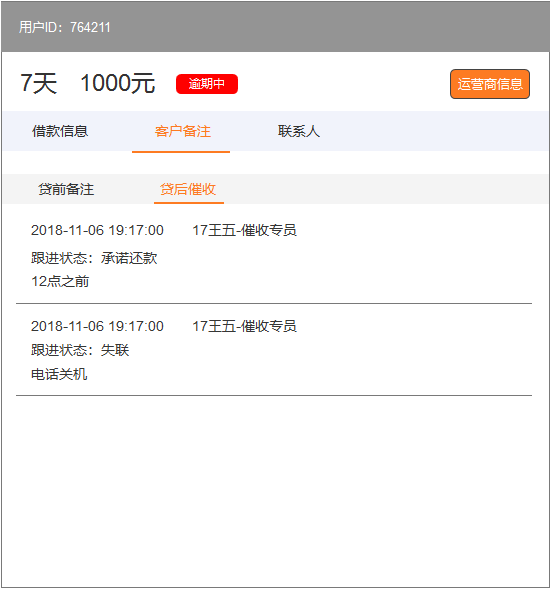 用户ID：764211
7天 1000元 逾期中 运营商信息
借款信息 客户备注 联系人
贷前备注 贷后催收
2018-11-06 19:17:00 17王五-催收专员
跟进状态：承诺还款
12点之前
2018-11-06 19:17:00 17王五-催收专员
跟进状态：失联
电话关机